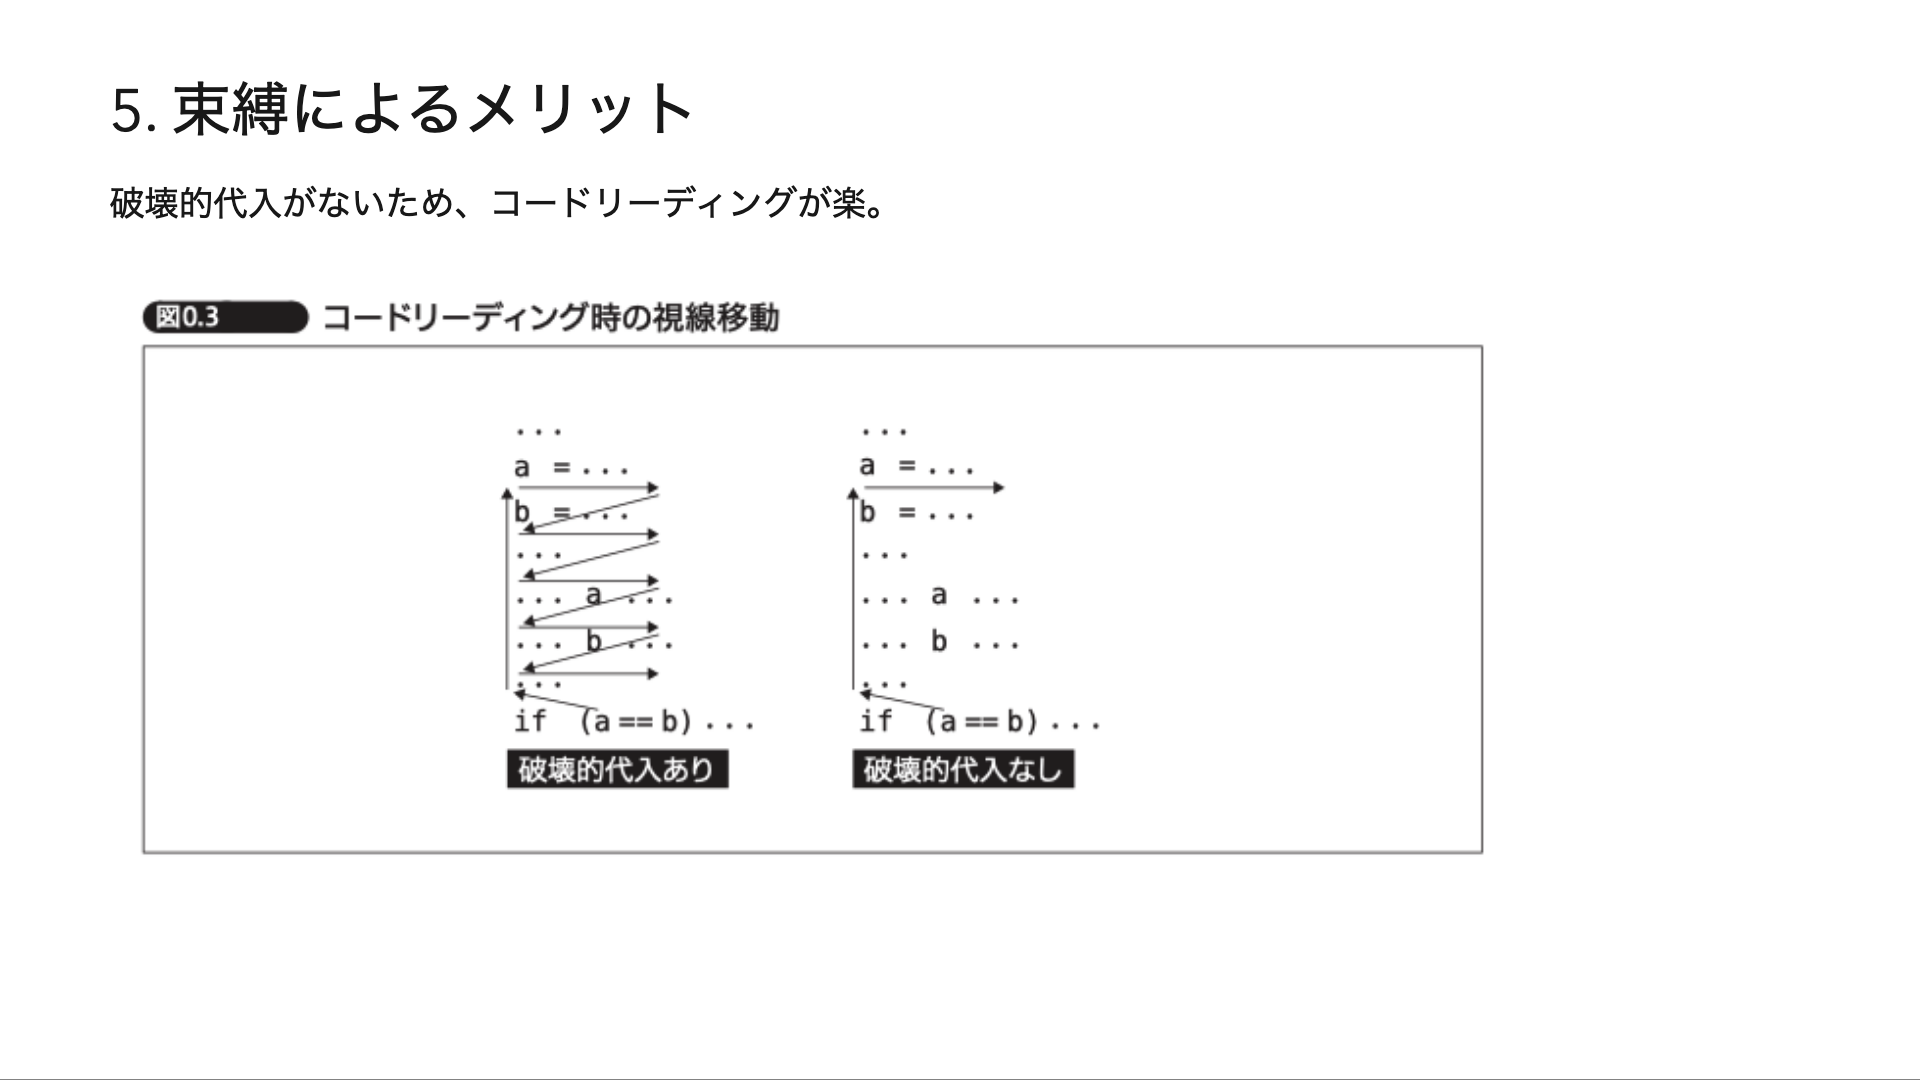 5. 束縛によるメリット
破壊的代入がないため、コードリーディングが楽。
図0.3 コードリーディング時の視線移動
...
a =...
b =...
...
... a ...
... b ...
...
if (a == b)...
破壊的代入あり
...
a =...
b =...
...
... a ...
... b ...
...
if (a == b)...
破壊的代入なし